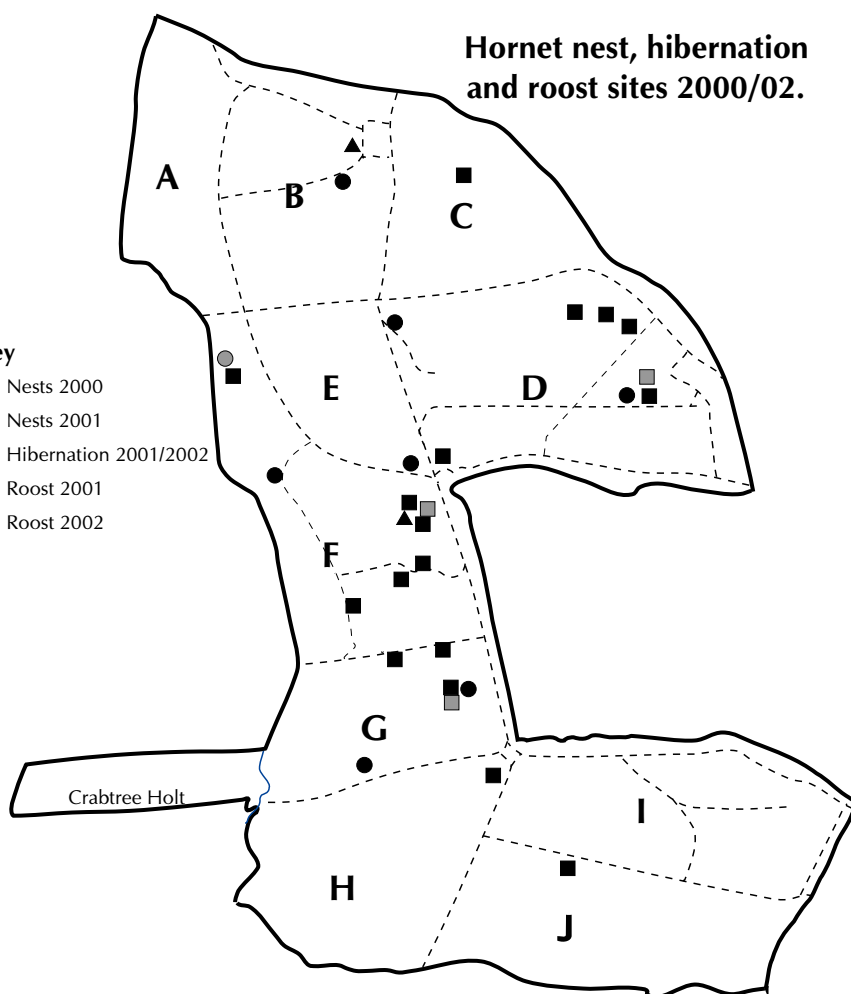 Hornet nest, hibernation
and roost sites 2000/02.
A
B
C
ey
Nests 2000
Nests 2001
Hibernation 2001/2002
Roost 2001
Roost 2002
E
D
F
G
Crabtree Holt
I
H
J